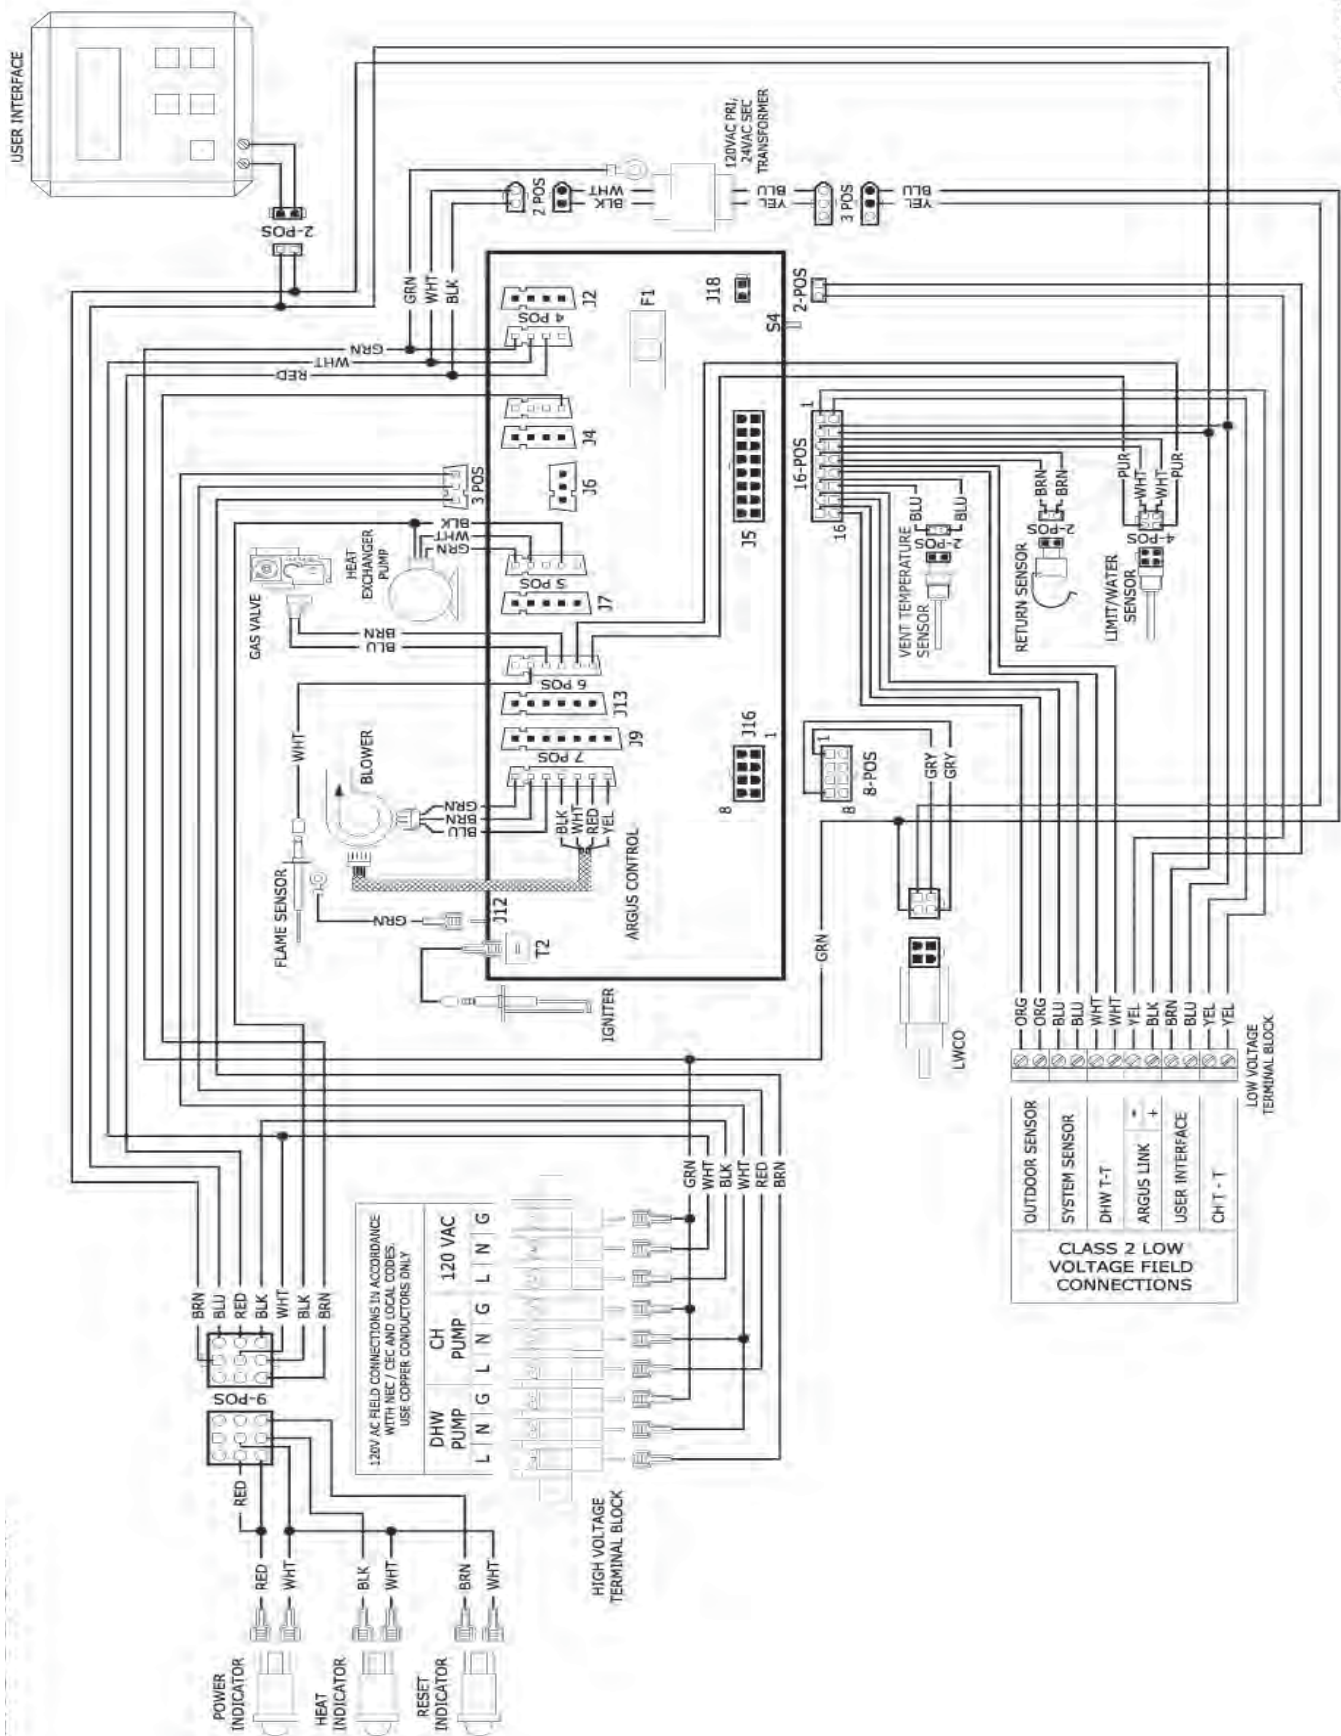 USER INTERFACE
2-POS
120VAC PRI,
24VAC SEC
TRANSFORMER
2 POS
WHT
BLK
BLU
YEL
3 POS
BLU
YEL
GRN
WHT
BLK
GRN
WHT
RED
4 POS
J2
F1
J18
S4
2-POS
J4
J6
3 POS
J5
16-POS
1
16
BLK
WHT
GRN
5 POS
J7
HEAT
EXCHANGER
PUMP
GAS VALVE
BRN
BLU
6 POS
J13
J9
7 POS
J16
1
8
WHT
BLOWER
GRN
BRN
BLU
BLK
WHT
RED
YEL
ARGUS CONTROL
FLAME SENSOR
GRN
J12
T2
IGNITER
VENT TEMPERATURE
SENSOR
BLU
BLU
2-POS
RETURN SENSOR
BRN
BRN
2-POS
LIMIT/WATER
SENSOR
PUR
WHT
WHT
PUR
4-POS
1
8
8-POS
GRY
GRY
GRN
LWCO
ORG
ORG
BLU
BLU
WHT
WHT
YEL
BLK
BRN
BLU
YEL
YEL
LOW VOLTAGE
TERMINAL BLOCK
OUTDOOR SENSOR
SYSTEM SENSOR
DHW T-T
ARGUS LINK
-
+
USER INTERFACE
CH T - T
CLASS 2 LOW
VOLTAGE FIELD
CONNECTIONS
BRN
BLU
RED
BLK
WHT
BLK
BRN
9-POS
120V AC FIELD CONNECTIONS IN ACCORDANCE
WITH NEC / CEC AND LOCAL CODES.
USE COPPER CONDUCTORS ONLY
DHW
PUMP
CH
PUMP
120 VAC
L N G L N G L N G
GRN
WHT
BLK
WHT
RED
BRN
HIGH VOLTAGE
TERMINAL BLOCK
RED
RED
WHT
BLK
WHT
BRN
WHT
POWER
INDICATOR
HEAT
INDICATOR
RESET
INDICATOR